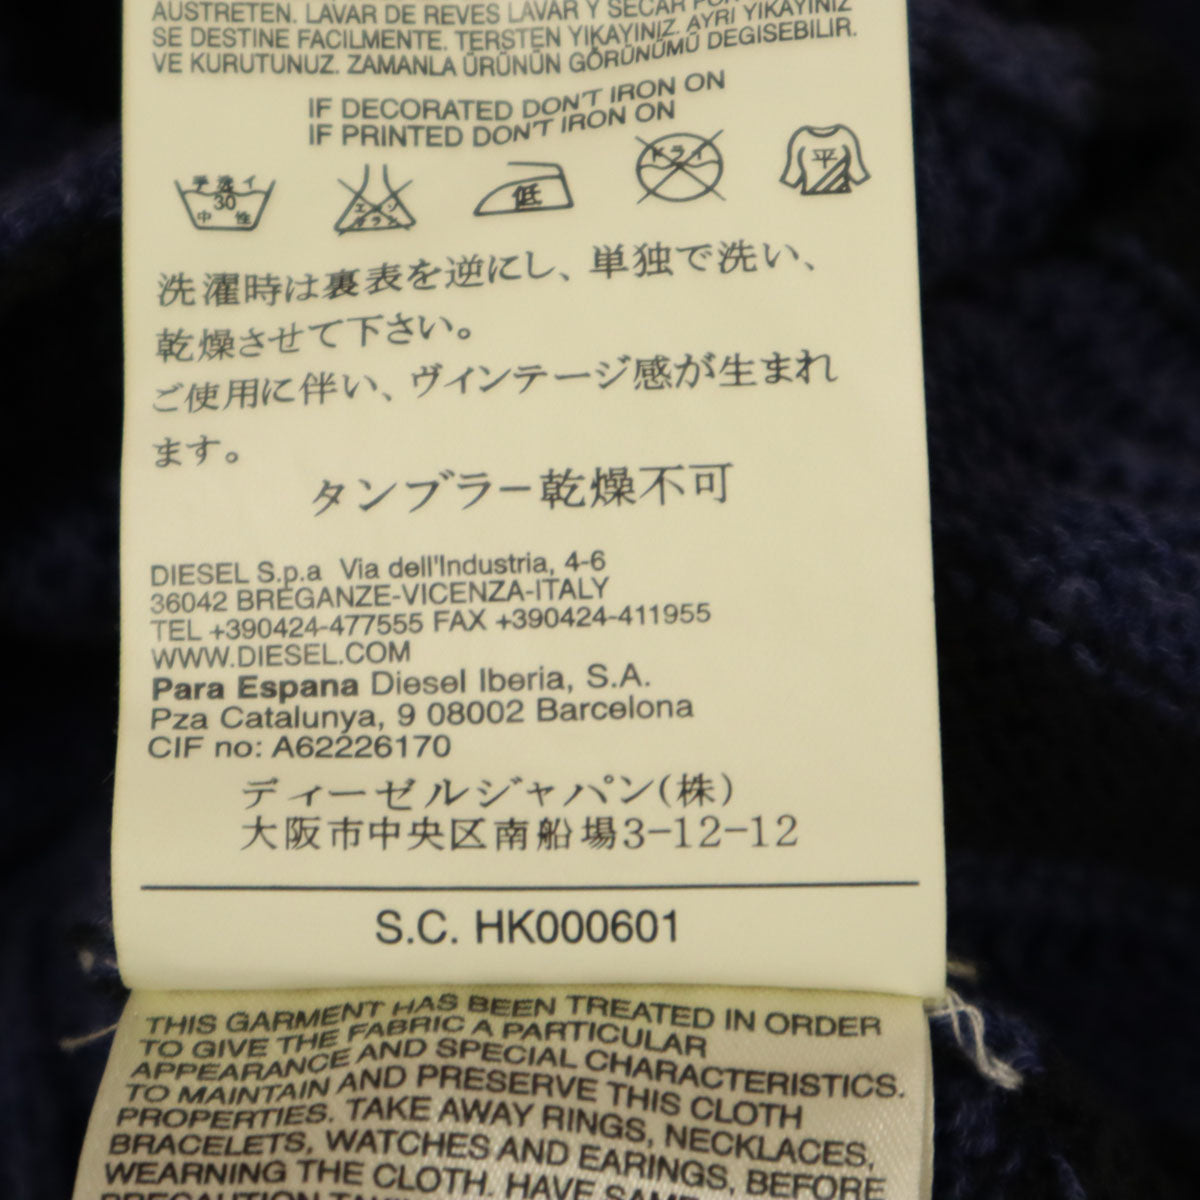 AUSTRETEN. LAVAR DE REVES LAVAR Y SECAR POR
SE DESTINE FACILMENTE. TERSTEN YIKAYINIZ. AYRI YIKAYINIZ
VE KURUTUNUZ. ZAMANLA ÜRÜNÜN GÖRÜNÜMÜ DEGISEBILIR.
IF DECORATED DON'T IRON ON
IF PRINTED DON'T IRON ON
手洗イ
30
中性
エンソ
サラシ
低
ドライ
平
洗濯時は裏表を逆にし、単独で洗い、
乾燥させて下さい。
ご使用に伴い、ヴィンテージ感が生まれ
ます。
タンブラー乾燥不可
DIESEL S.p.a Via dell'Industria, 4-6
36042 BREGANZE-VICENZA-ITALY
TEL +390424-477555 FAX +390424-411955
WWW.DIESEL.COM
Para Espana Diesel Iberia, S.A.
Pza Catalunya, 9 08002 Barcelona
CIF no: A62226170
ディーゼルジャパン(株)
大阪市中央区南船場3-12-12
S.C. HK000601
THIS GARMENT HAS BEEN TREATED IN ORDER
TO GIVE THE FABRIC A PARTICULAR
APPEARANCE AND SPECIAL CHARACTERISTICS.
TO MAINTAIN AND PRESERVE THIS CLOTH
PROPERTIES. TAKE AWAY RINGS, NECKLACES,
BRACELETS, WATCHES AND EARINGS, BEFORE
WEARNING THE CLOTH. HAVE SAME